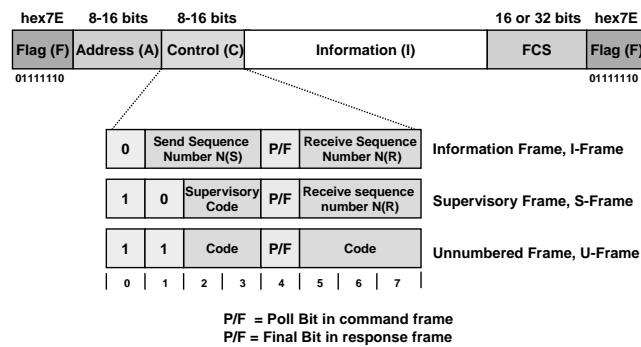 hex7E 8-16 bits 8-16 bits 16 or 32 bits hex7E
Flag (F) Address (A) Control (C) Information (I) FCS Flag (F)
01111110 01111110
0 Send Sequence Number N(S) P/F Receive Sequence Number N(R) Information Frame, I-Frame
1 0 Supervisory Code P/F Receive sequence number N(R) Supervisory Frame, S-Frame
1 1 Code P/F Code Unnumbered Frame, U-Frame
0 1 2 3 4 5 6 7
P/F = Poll Bit in command frame
P/F = Final Bit in response frame